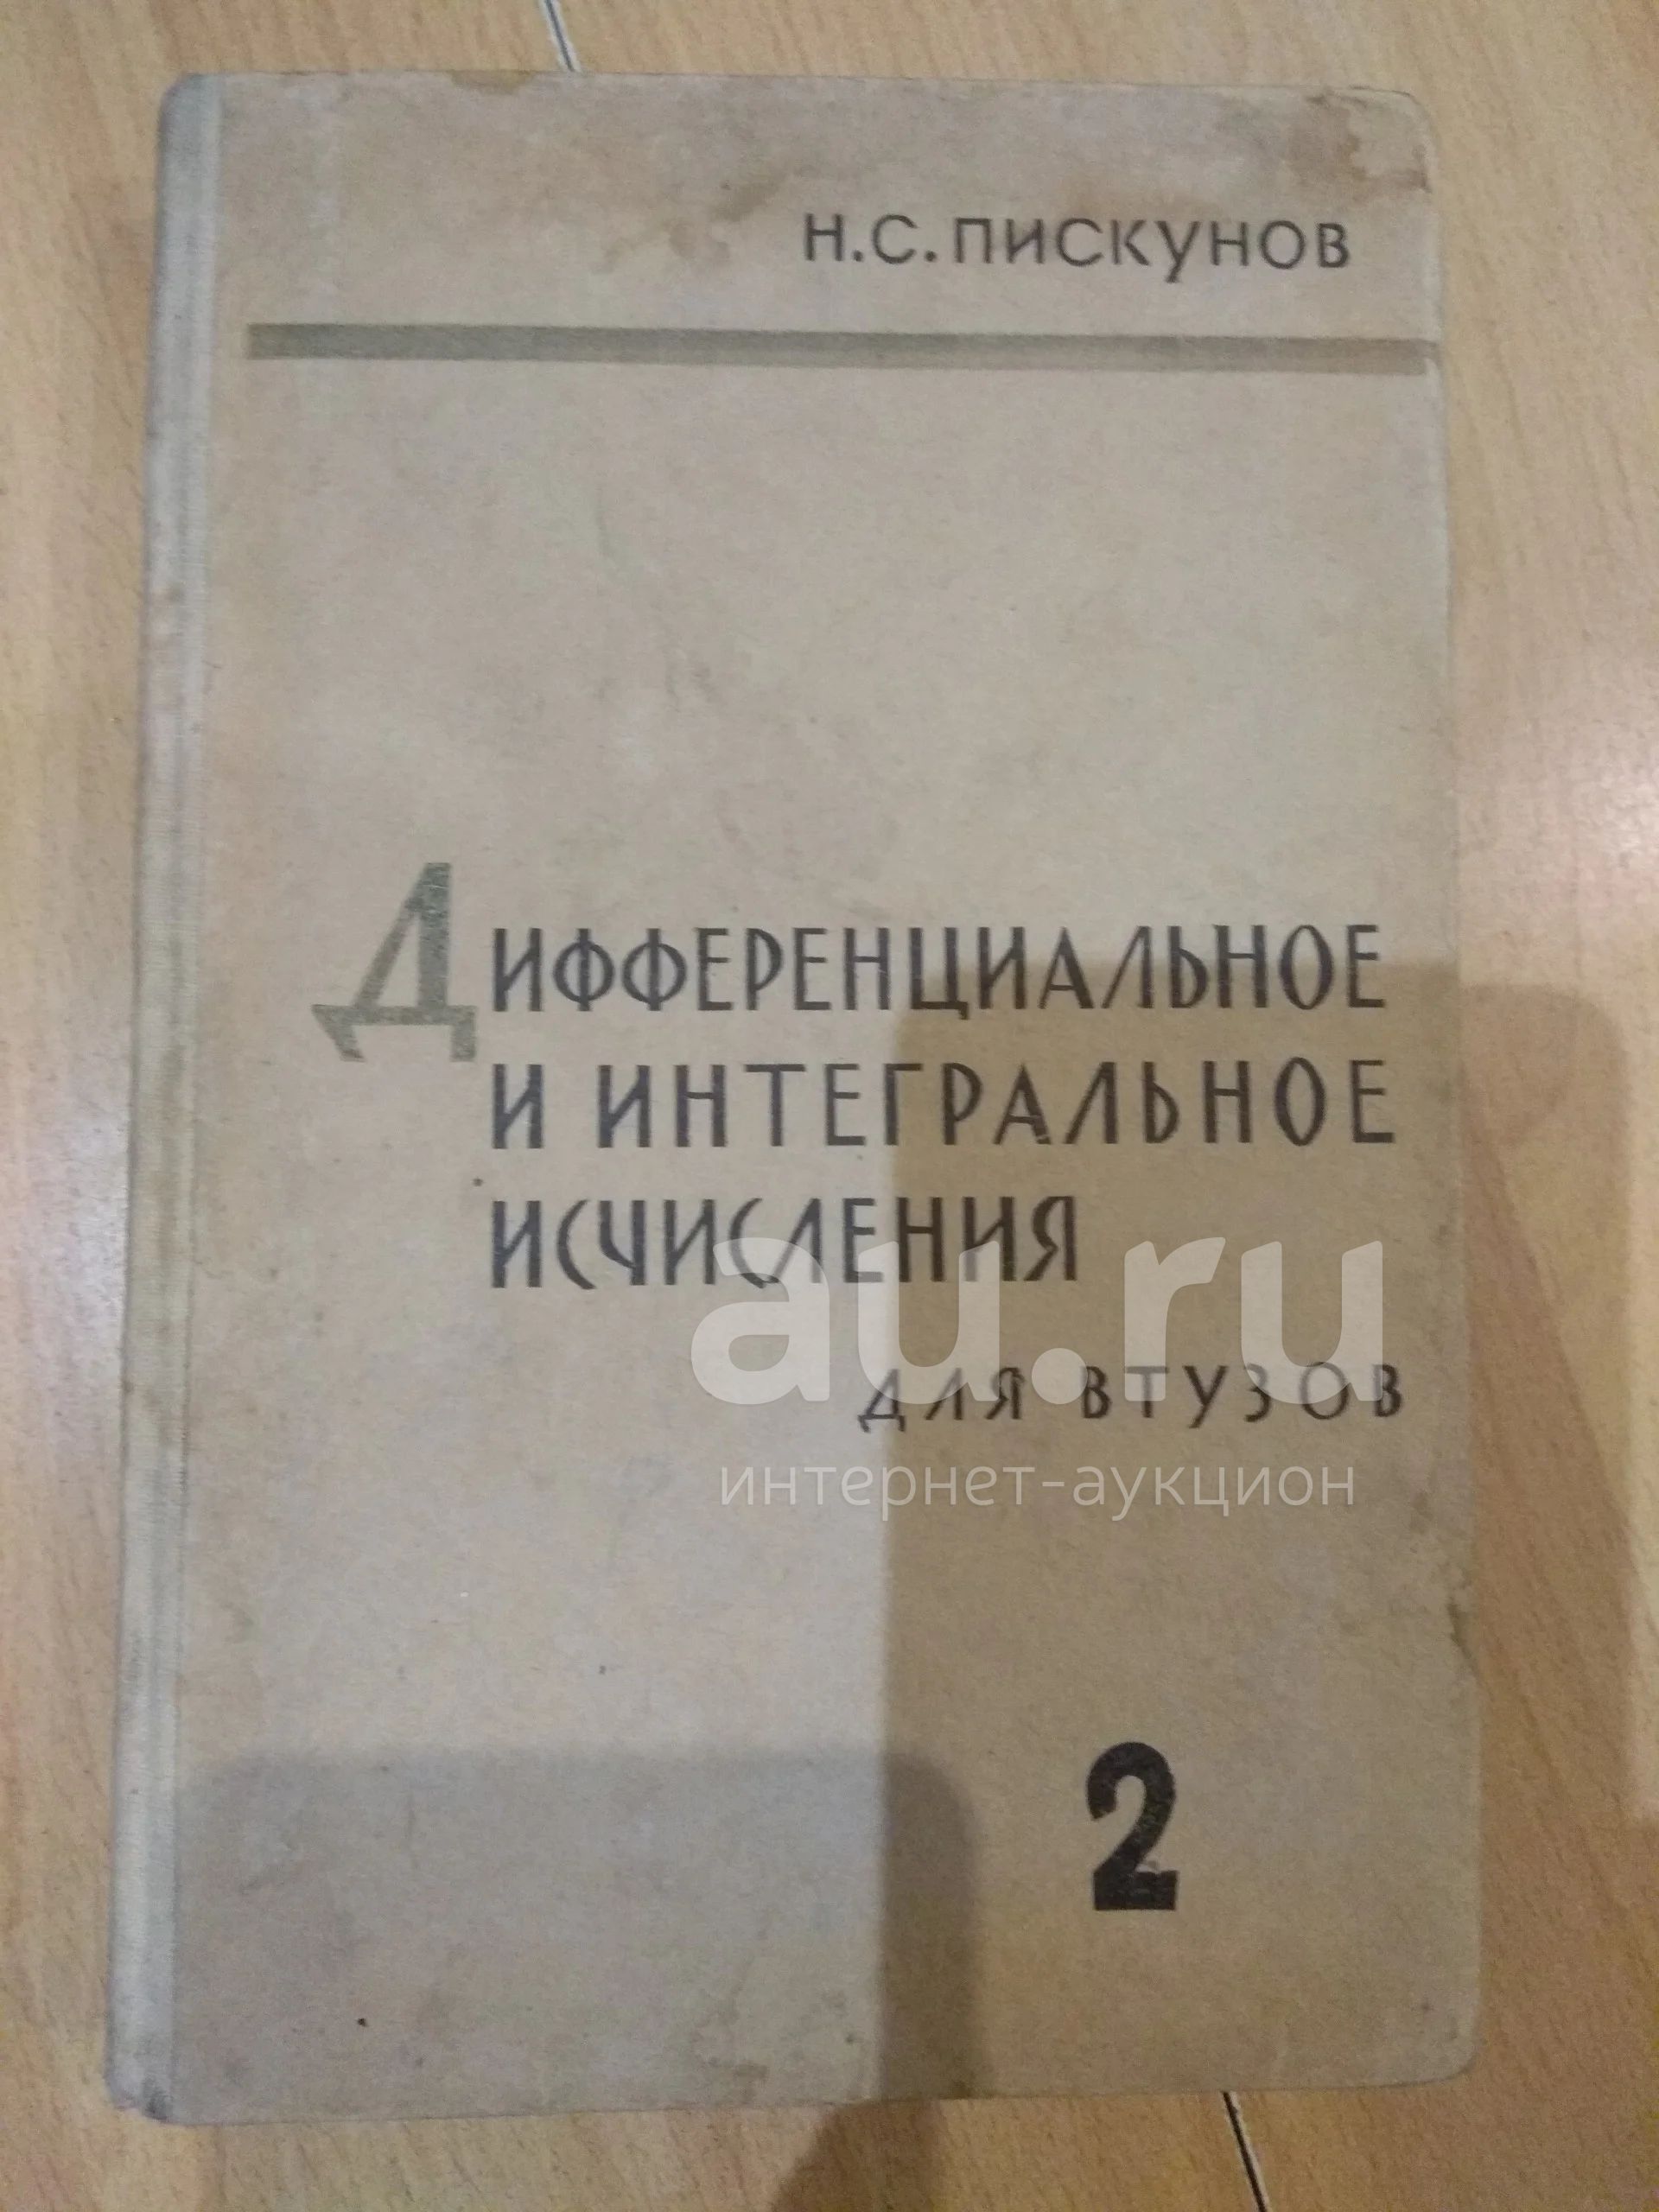 Н.С.ПИСКУНОВ
ДИФФЕРЕНЦИАЛЬНОЕ
И ИНТЕГРАЛЬНОЕ
ИСЧИСЛЕНИЯ
au.ru
ДЛЯ ВТУЗОВ
интернет-аукцион
2